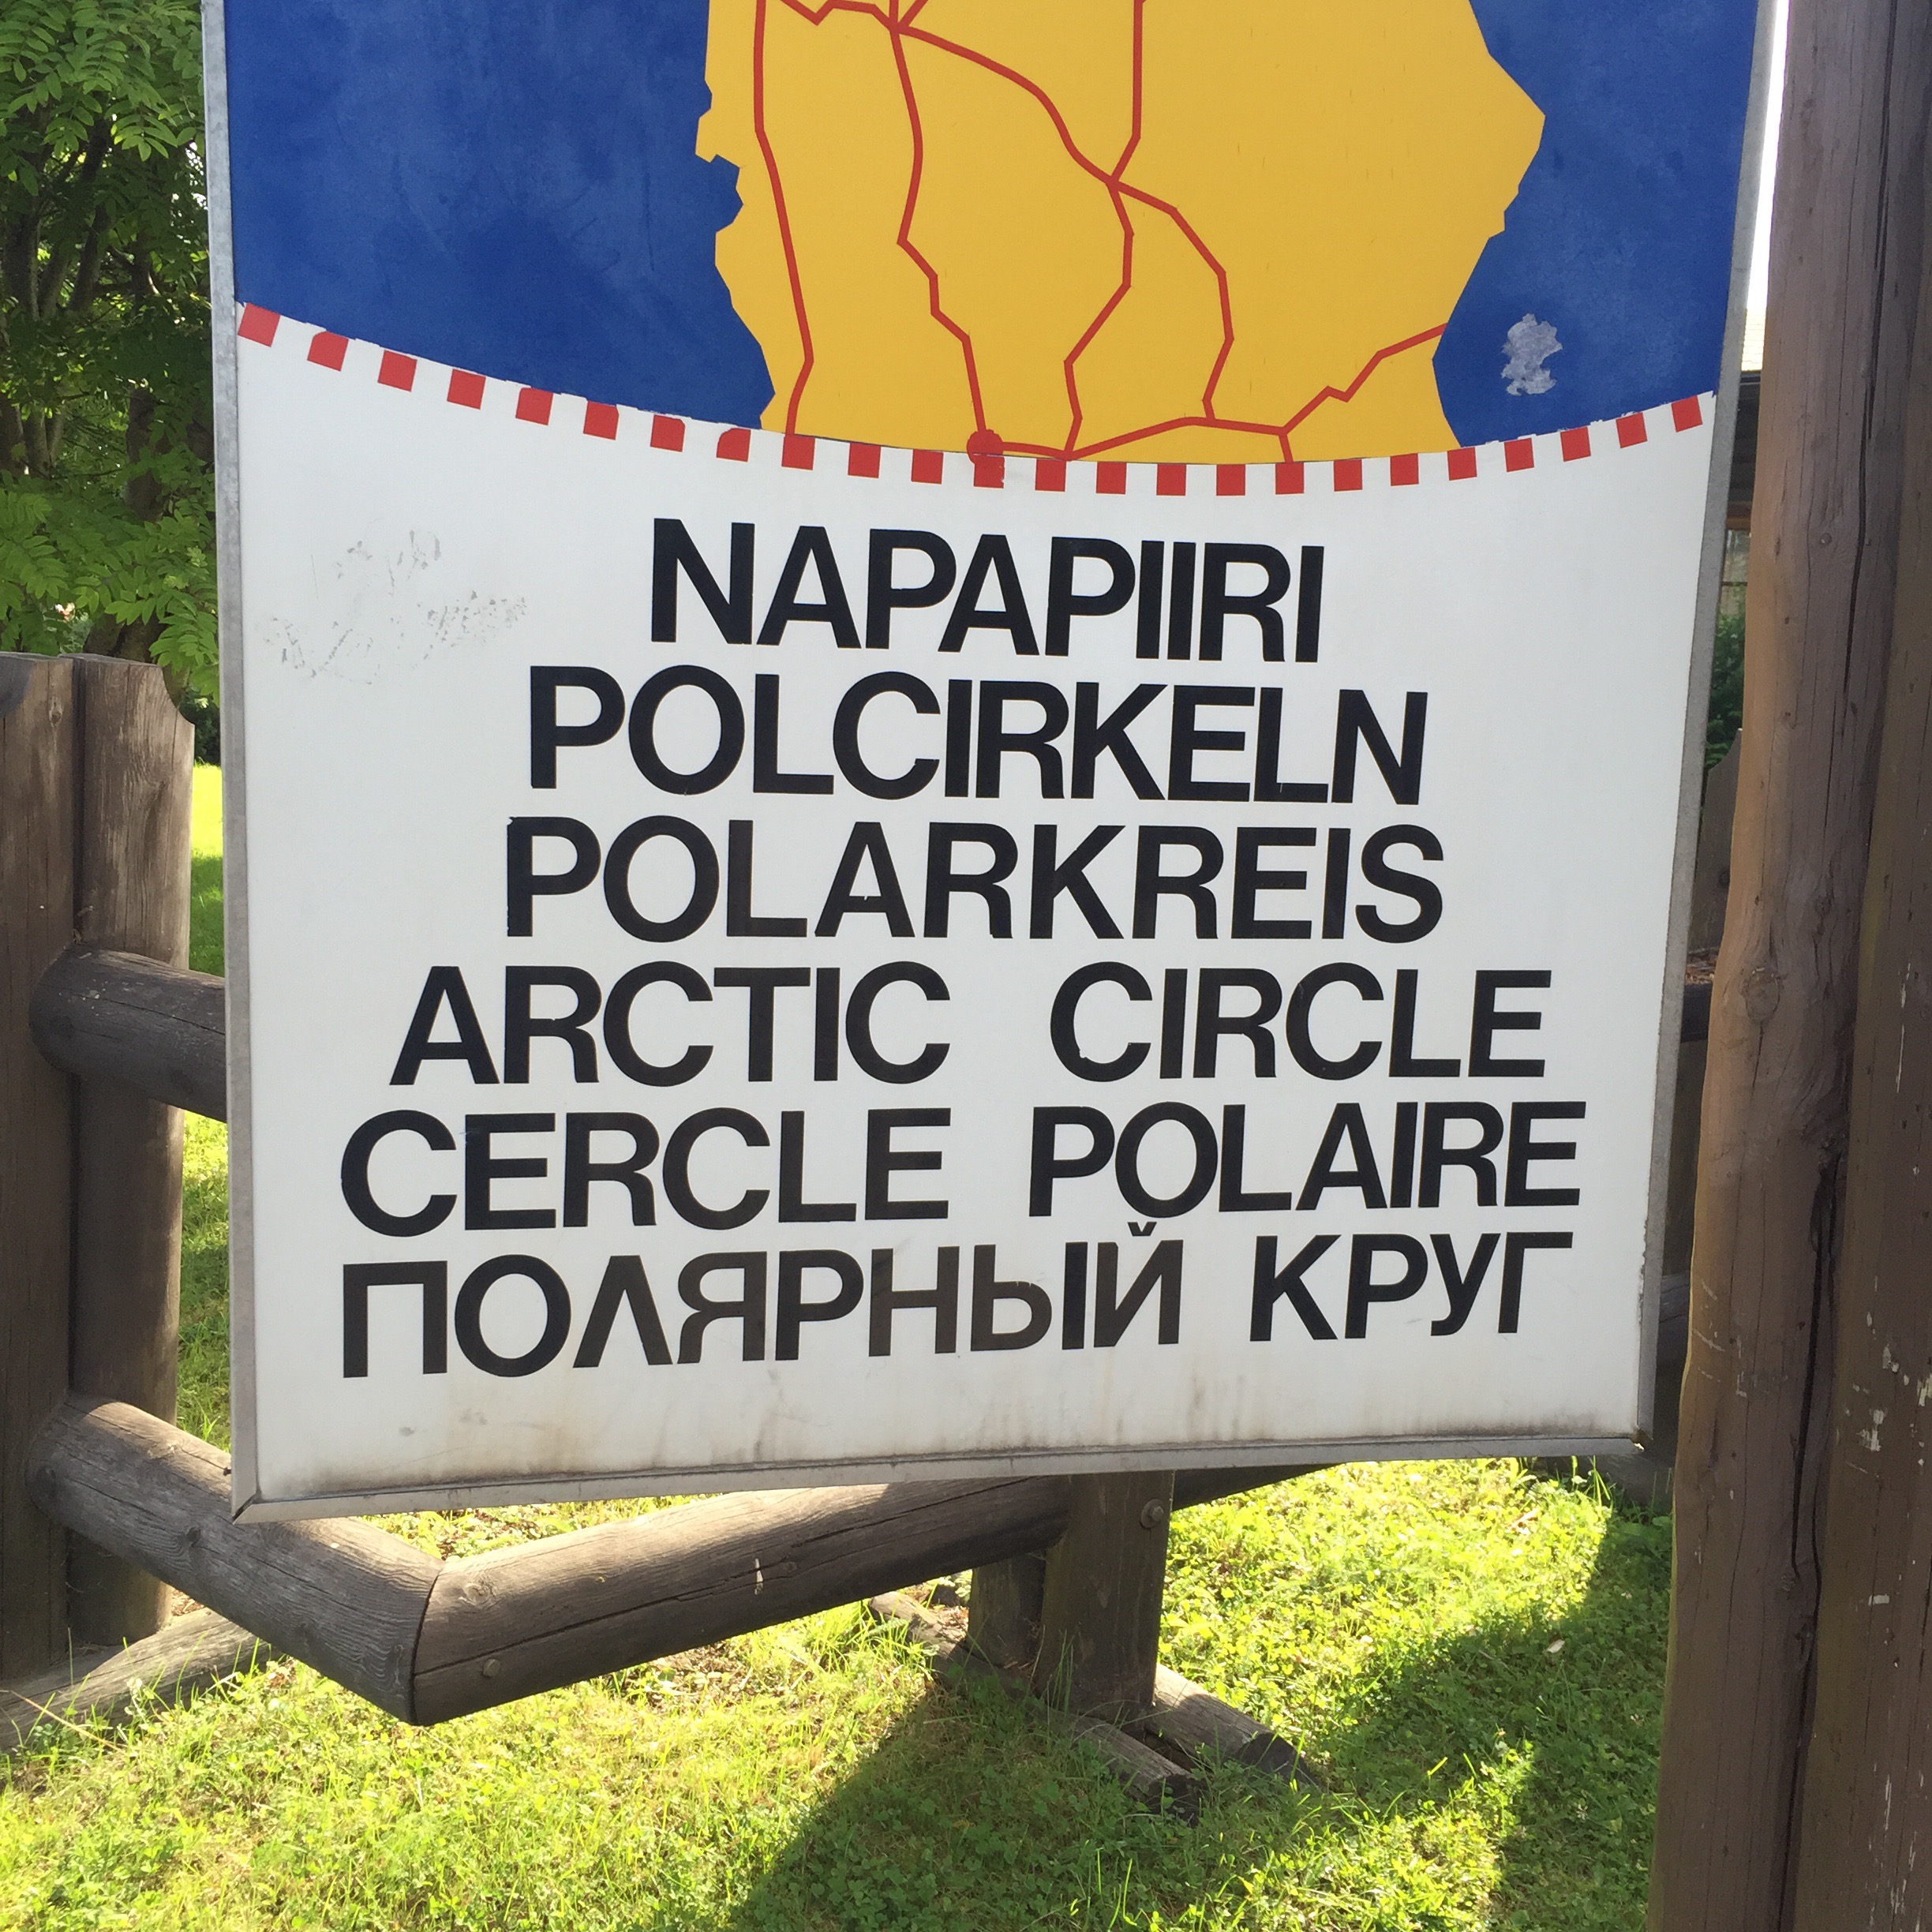 NAPAPIIRI
POLCIRKELN
POLARKREIS
ARCTIC CIRCLE
CERCLE POLAIRE
ПОЛЯРНЫЙ КРУГ